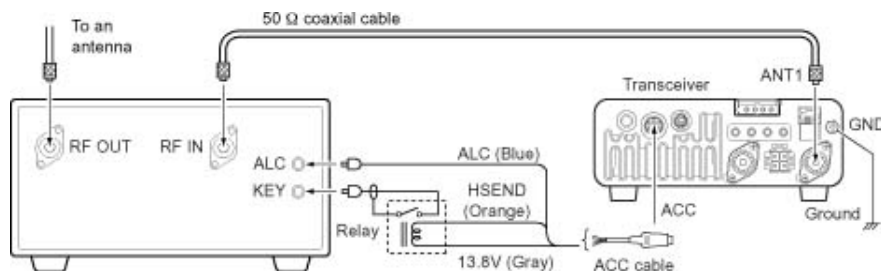 To an
antenna
50 Ω coaxial cable
Transceiver
ANT1
GND
RF OUT
RF IN
ALC
KEY
ALC (Blue)
HSEND
(Orange)
Relay
13.8V (Gray)
ACC
ACC cable
Ground